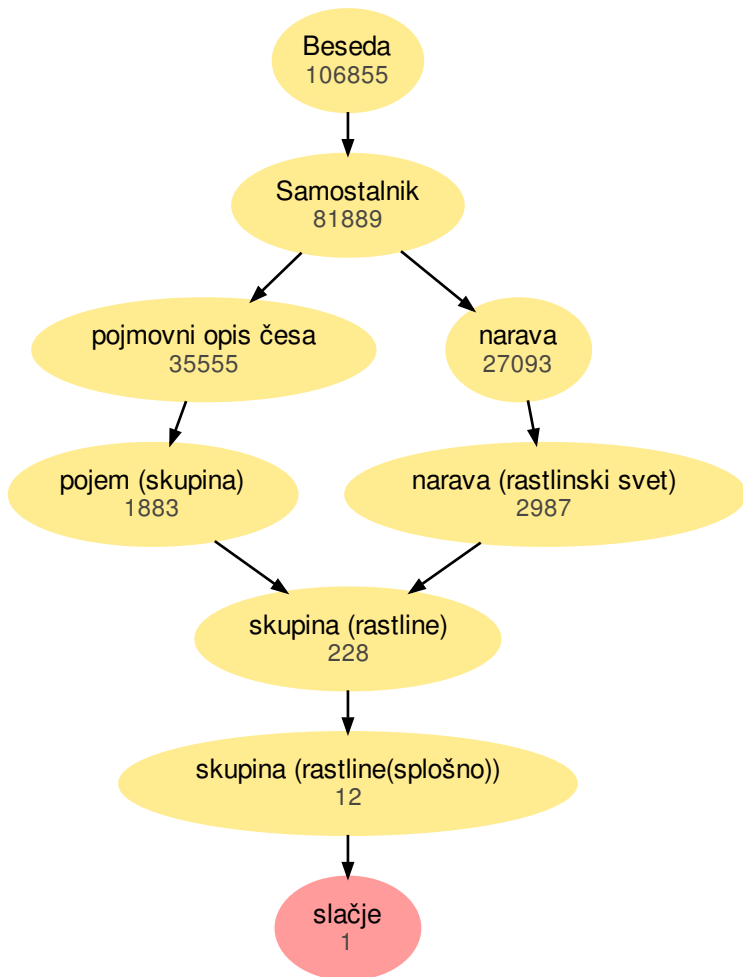 Beseda
106855
Samostalnik
81889
pojmovni opis česa
35555
narava
27093
pojem (skupina)
1883
narava (rastlinski svet)
2987
skupina (rastline)
228
skupina (rastline(splošno))
12
slačje
1